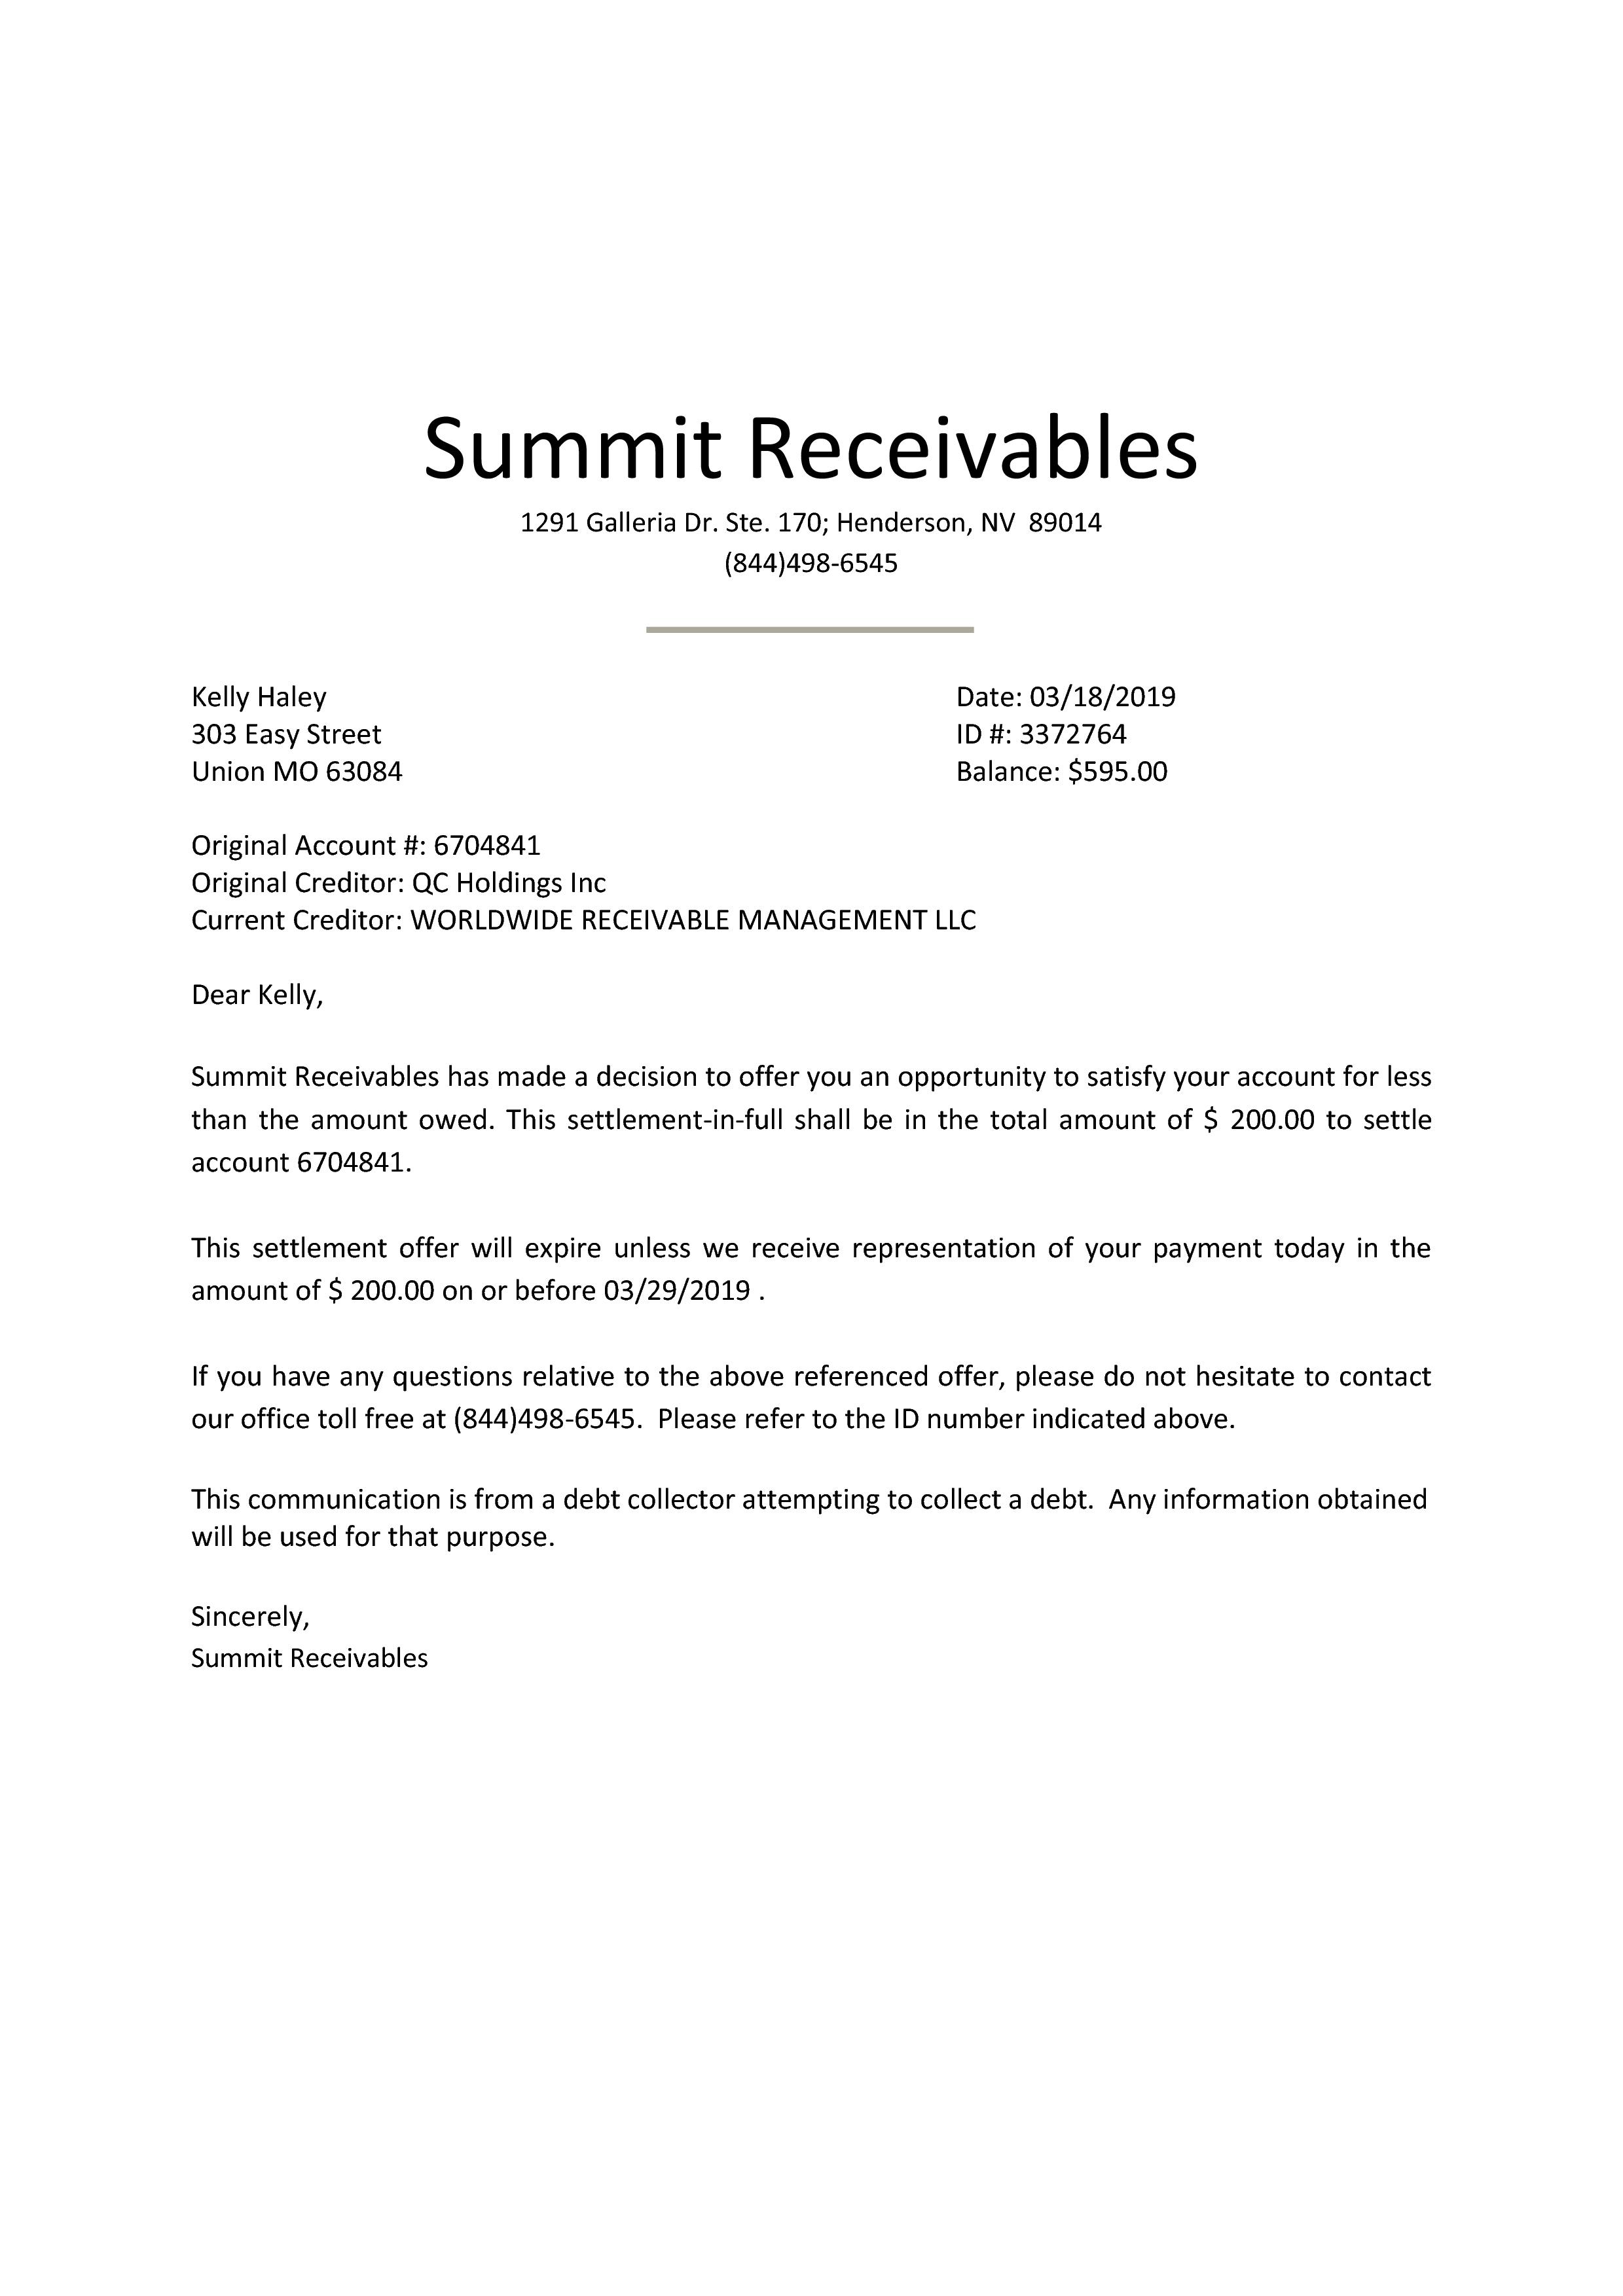 Summit Receivables
1291 Galleria Dr. Ste. 170; Henderson, NV  89014
(844)498-6545
Kelly Haley
303 Easy Street
Union MO 63084
Date: 03/18/2019
ID #: 3372764
Balance: $595.00
Original Account #: 6704841
Original Creditor: QC Holdings Inc
Current Creditor: WORLDWIDE RECEIVABLE MANAGEMENT LLC
Dear Kelly,
Summit Receivables has made a decision to offer you an opportunity to satisfy your account for less
than the amount owed. This settlement-in-full shall be in the total amount of $ 200.00 to settle
account 6704841.
This settlement offer will expire unless we receive representation of your payment today in the
amount of $ 200.00 on or before 03/29/2019 .
If you have any questions relative to the above referenced offer, please do not hesitate to contact
our office toll free at (844)498-6545.  Please refer to the ID number indicated above.
This communication is from a debt collector attempting to collect a debt.  Any information obtained
will be used for that purpose.
Sincerely,
Summit Receivables